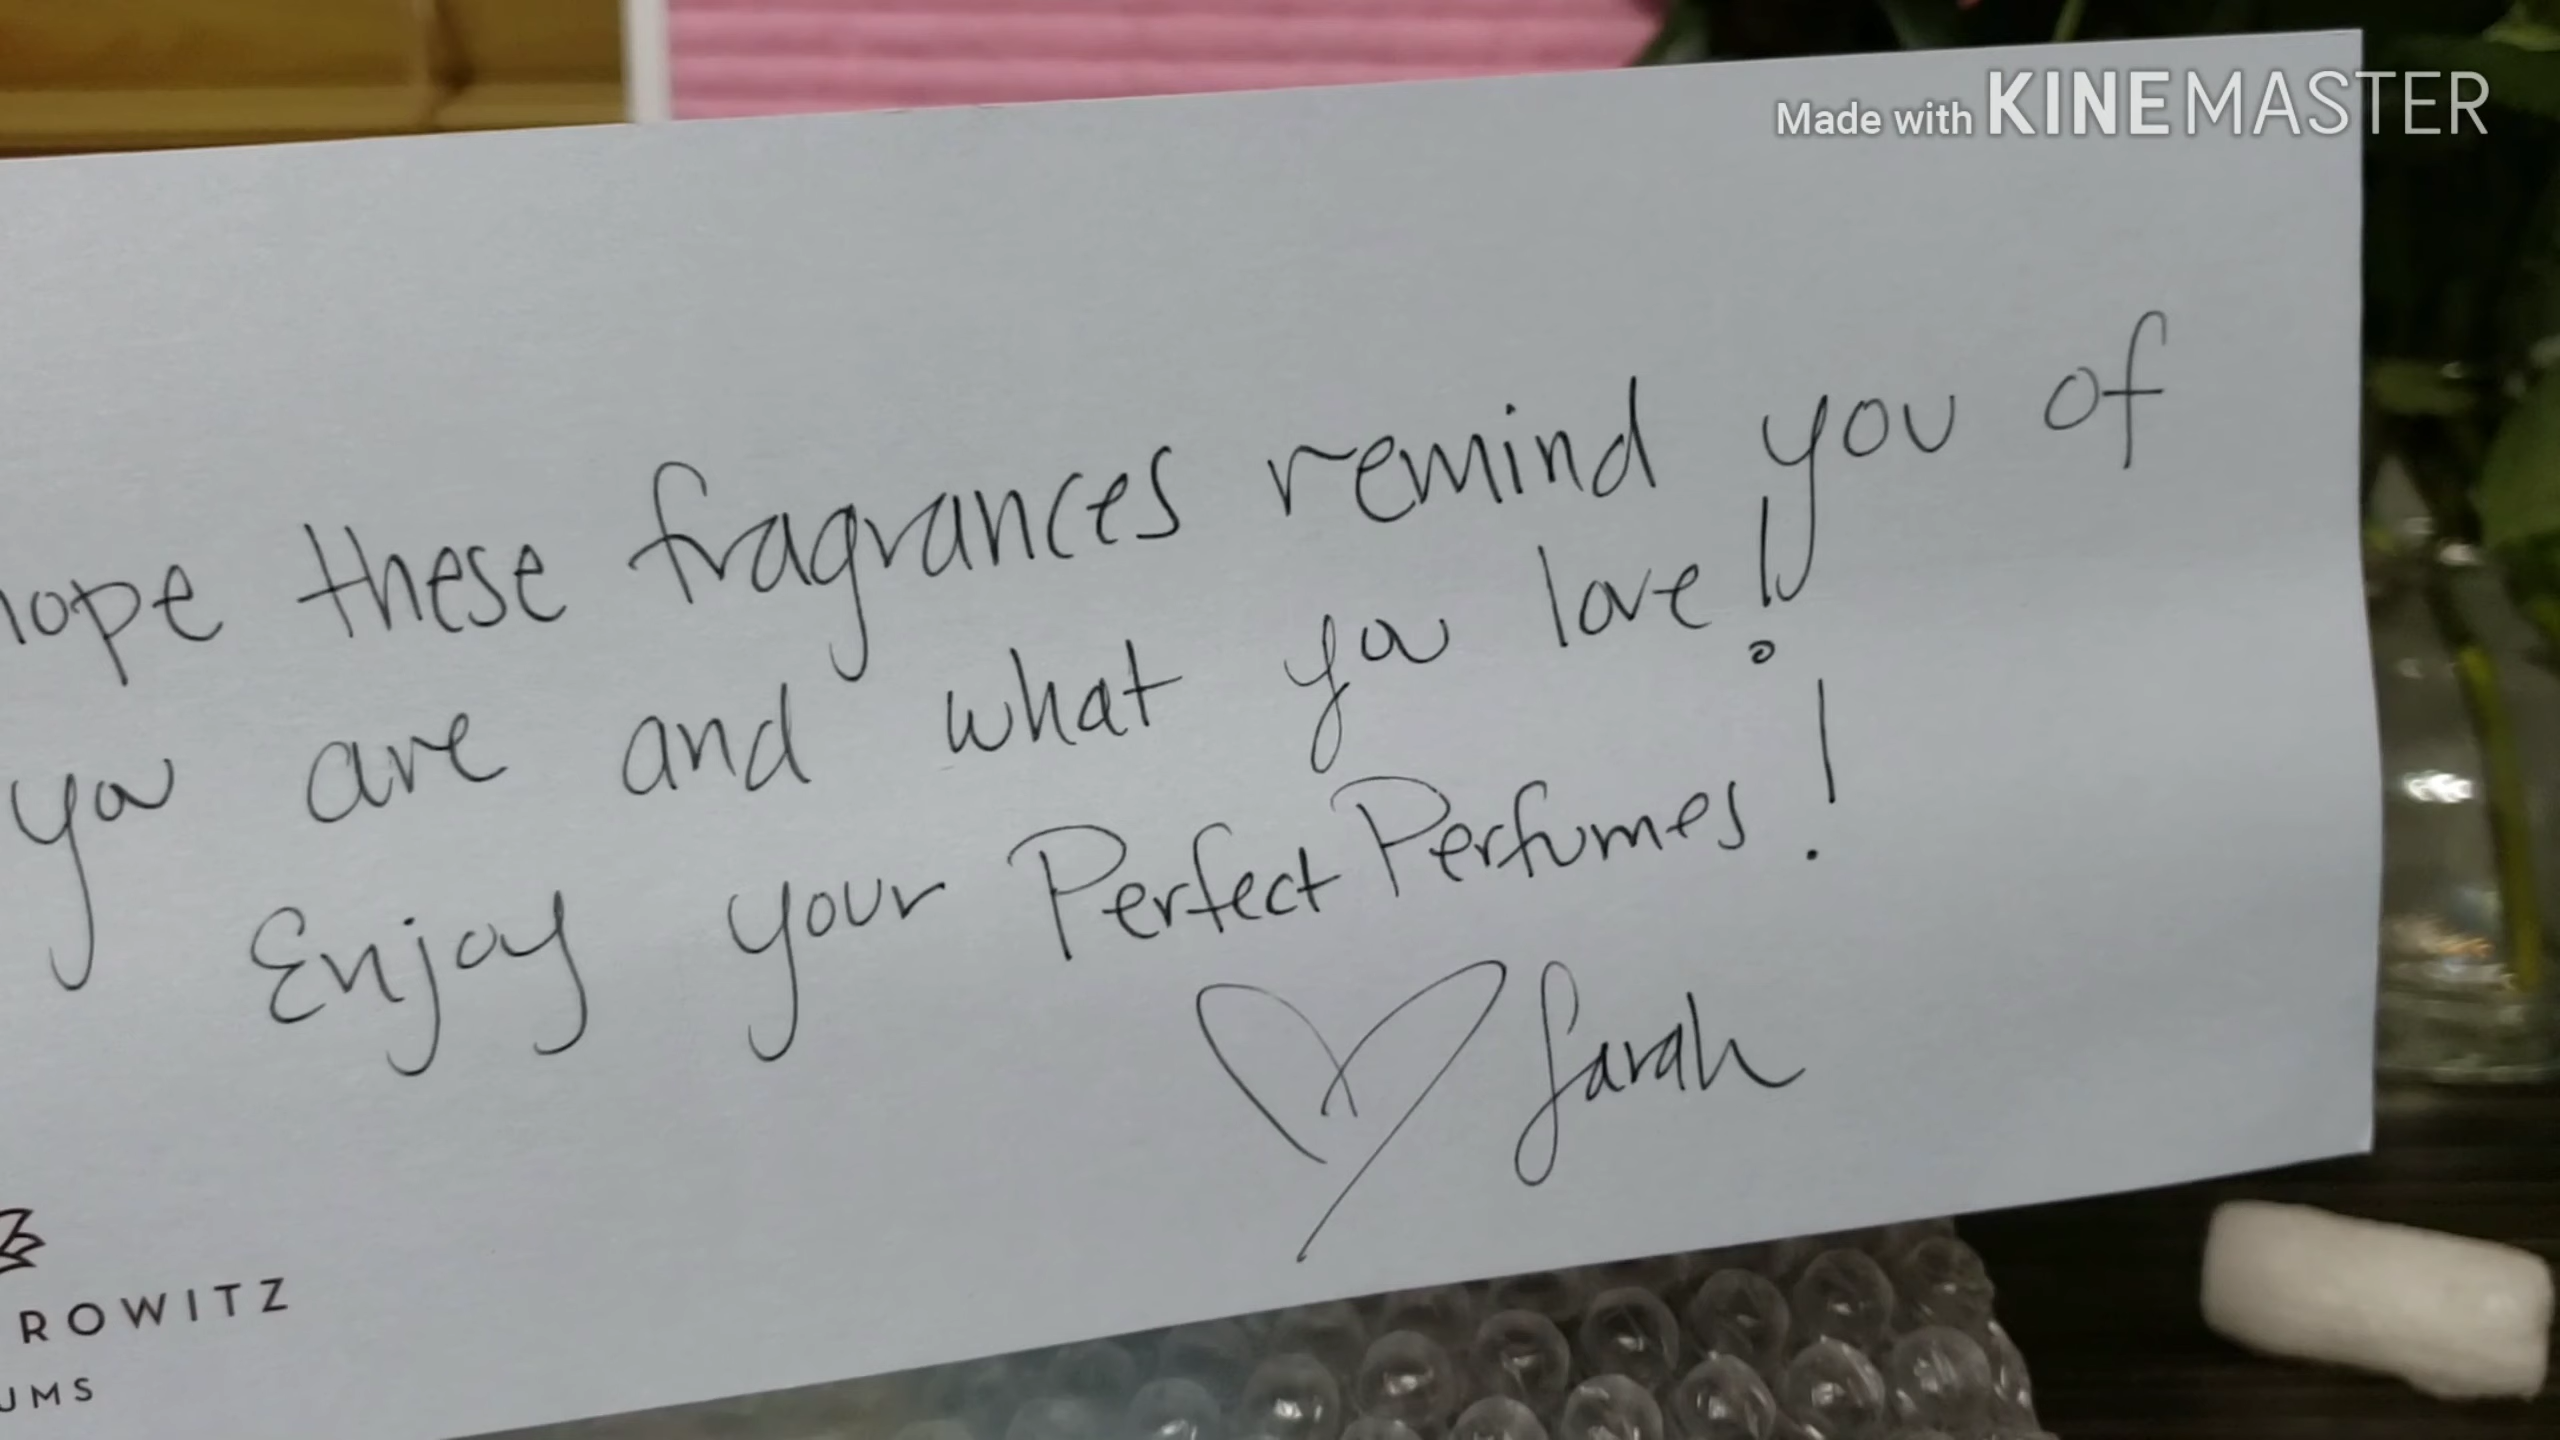 Made with KINEMASTER
hope these fragrances remind you of
you are and what you love!
Enjoy your Perfect Perfumes!
Sarah
ROWITZ
UMS